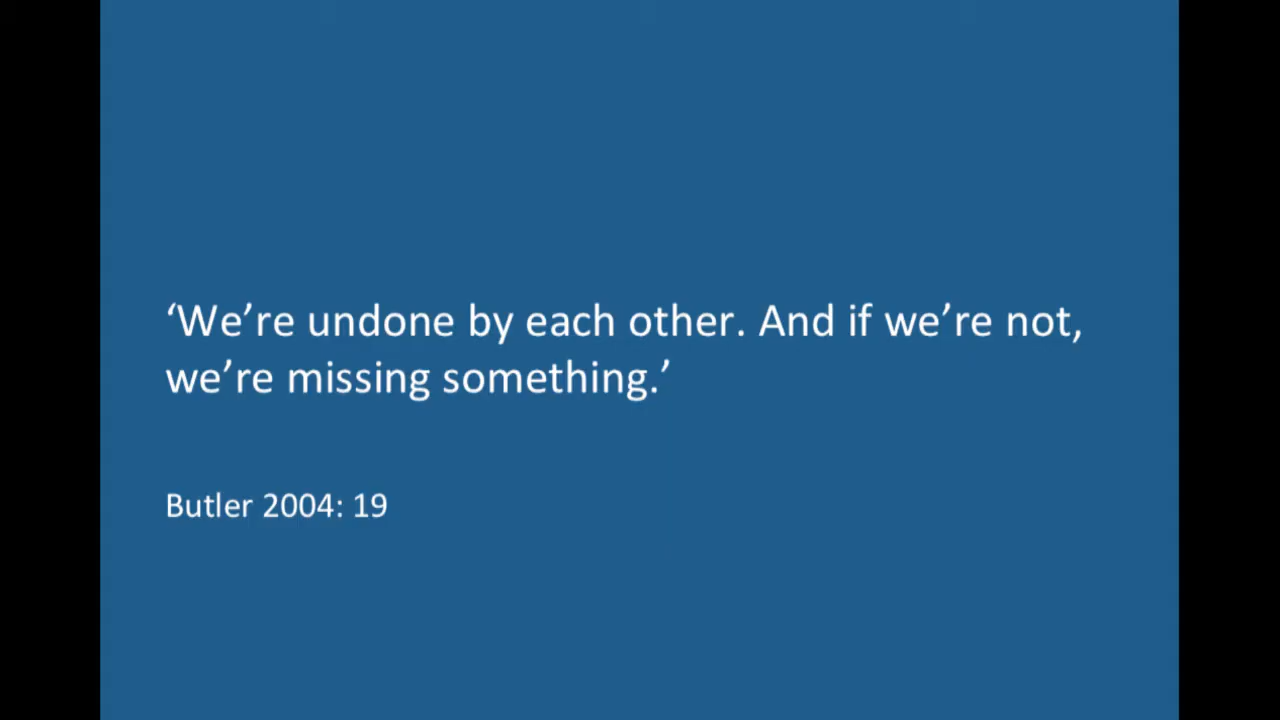 ‘We’re undone by each other. And if we’re not,
we’re missing something.’
Butler 2004: 19